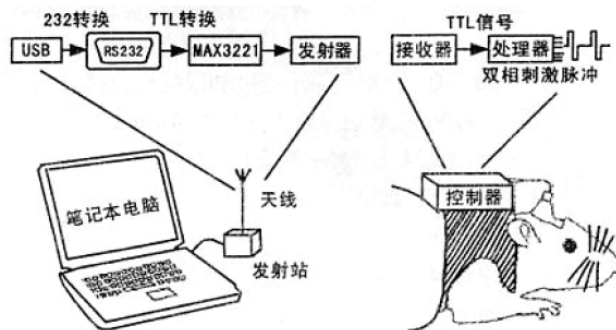 232转换
TTL转换
USB
RS232
MAX3221
发射器
TTL信号
接收器
处理器
双相刺激脉冲
笔记本电脑
天线
发射站
控制器